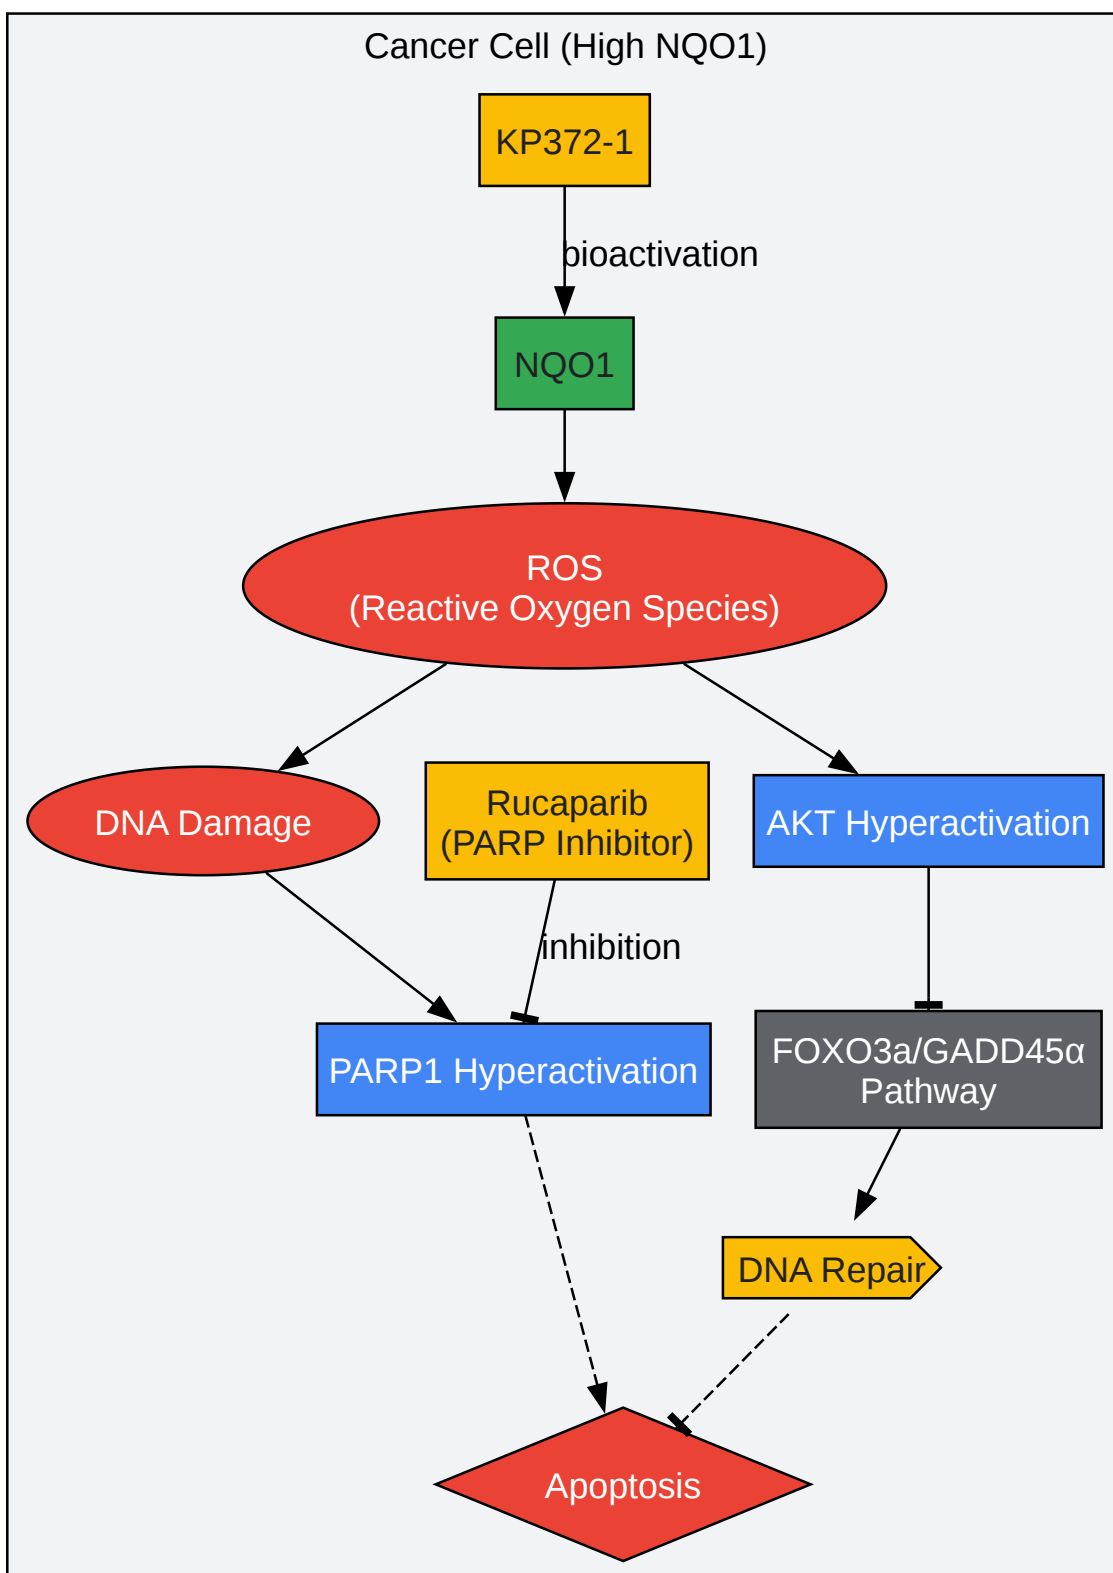 Cancer Cell (High NQO1)
KP372-1
bioactivation
NQO1
ROS
(Reactive Oxygen Species)
DNA Damage
Rucaparib
(PARP Inhibitor)
AKT Hyperactivation
inhibition
PARP1 Hyperactivation
FOXO3a/GADD45α
Pathway
DNA Repair
Apoptosis